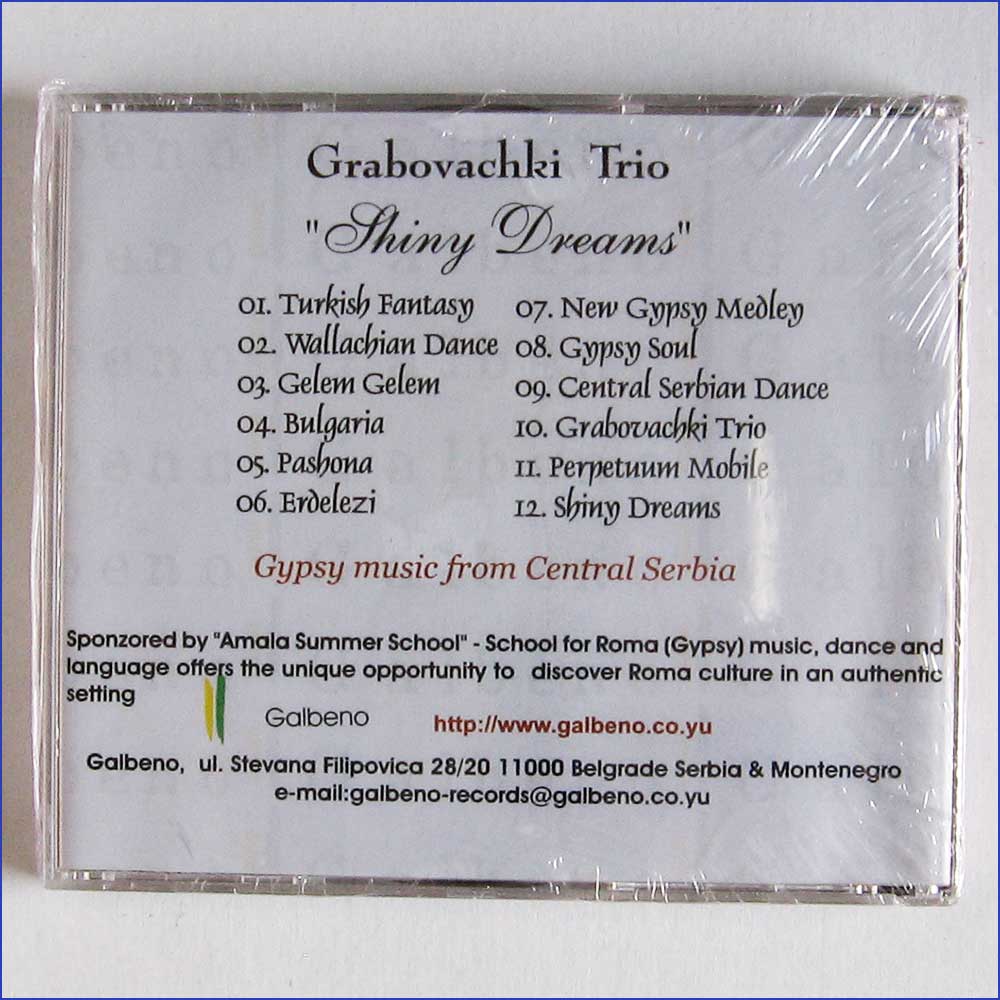 Grabovachki Trio
"Shiny Dreams"
01. Turkish Fantasy
02. Wallachian Dance
03. Gelem Gelem
04. Bulgaria
05. Pashona
06. Erdelezi
07. New Gypsy Medley
08. Gypsy Soul
09. Central Serbian Dance
10. Grabovachki Trio
11. Perpetuum Mobile
12. Shiny Dreams
Gypsy music from Central Serbia
Sponzored by "Amala Summer School" - School for Roma (Gypsy) music, dance and
language offers the unique opportunity to discover Roma culture in an authentic
setting
Galbeno http://www.galbeno.co.yu
Galbeno, ul. Stevana Filipovica 28/20 11000 Belgrade Serbia & Montenegro
e-mail:galbeno-records@galbeno.co.yu